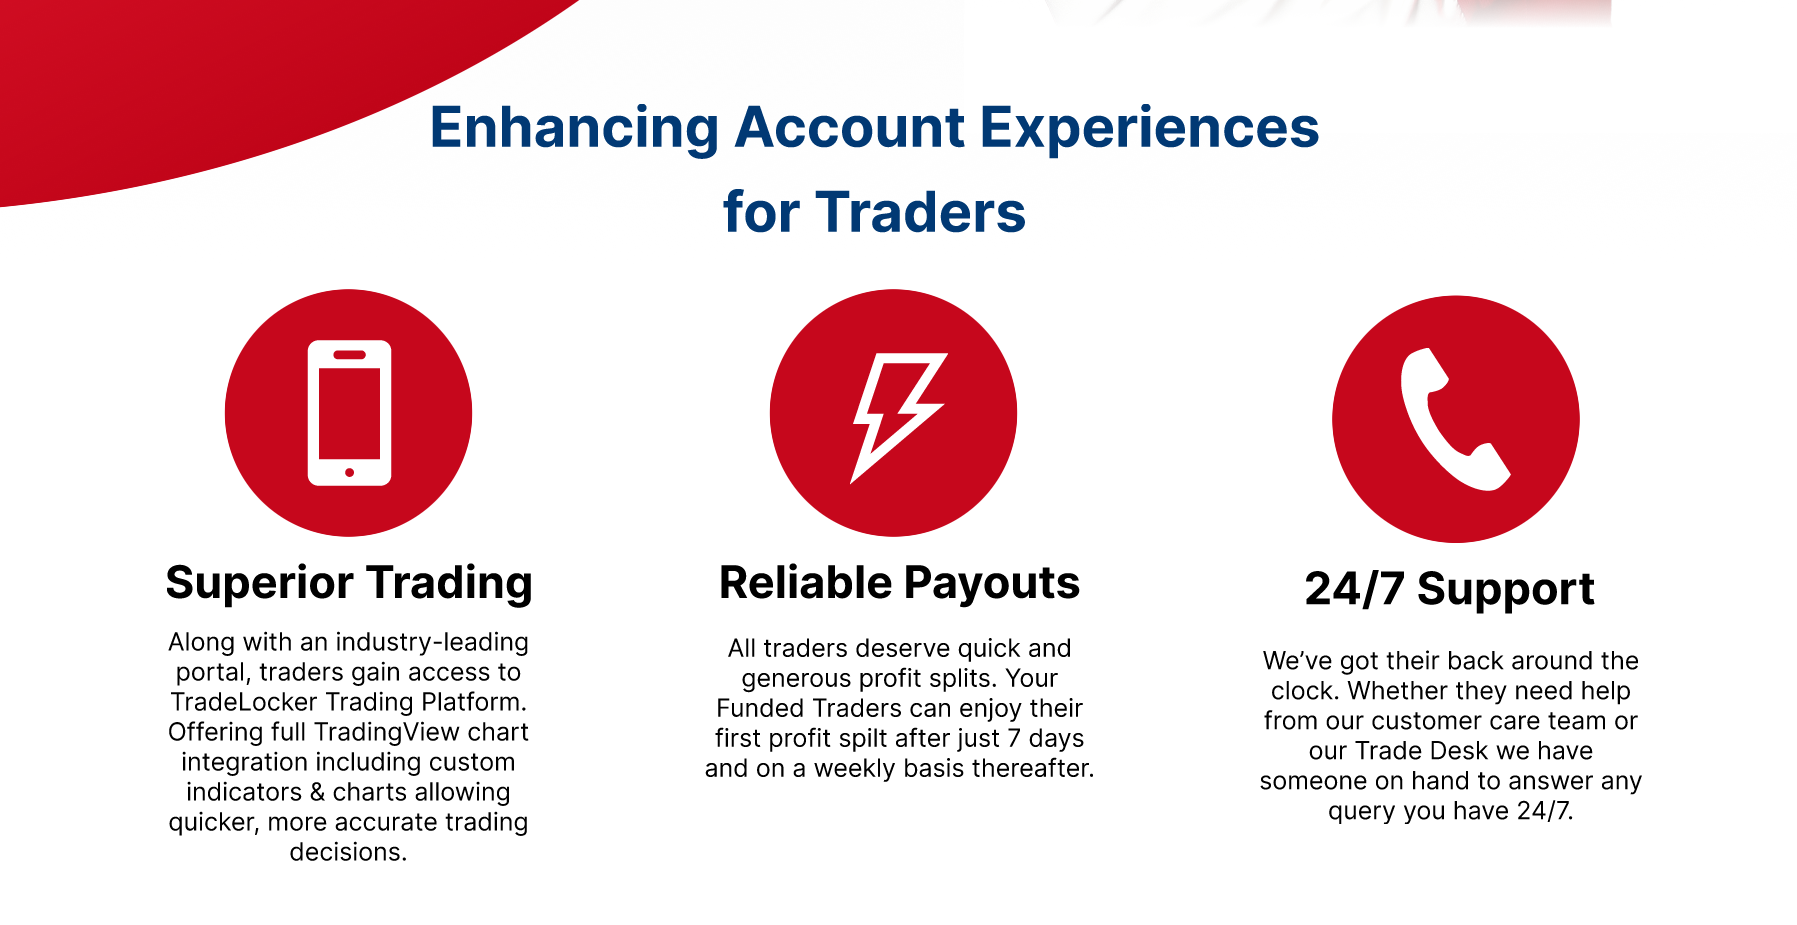 Enhancing Account Experiences
for Traders
Superior Trading
Along with an industry-leading
portal, traders gain access to
TradeLocker Trading Platform.
Offering full TradingView chart
integration including custom
indicators & charts allowing
quicker, more accurate trading
decisions.
Reliable Payouts
All traders deserve quick and
generous profit splits. Your
Funded Traders can enjoy their
first profit spilt after just 7 days
and on a weekly basis thereafter.
24/7 Support
We’ve got their back around the
clock. Whether they need help
from our customer care team or
our Trade Desk we have
someone on hand to answer any
query you have 24/7.